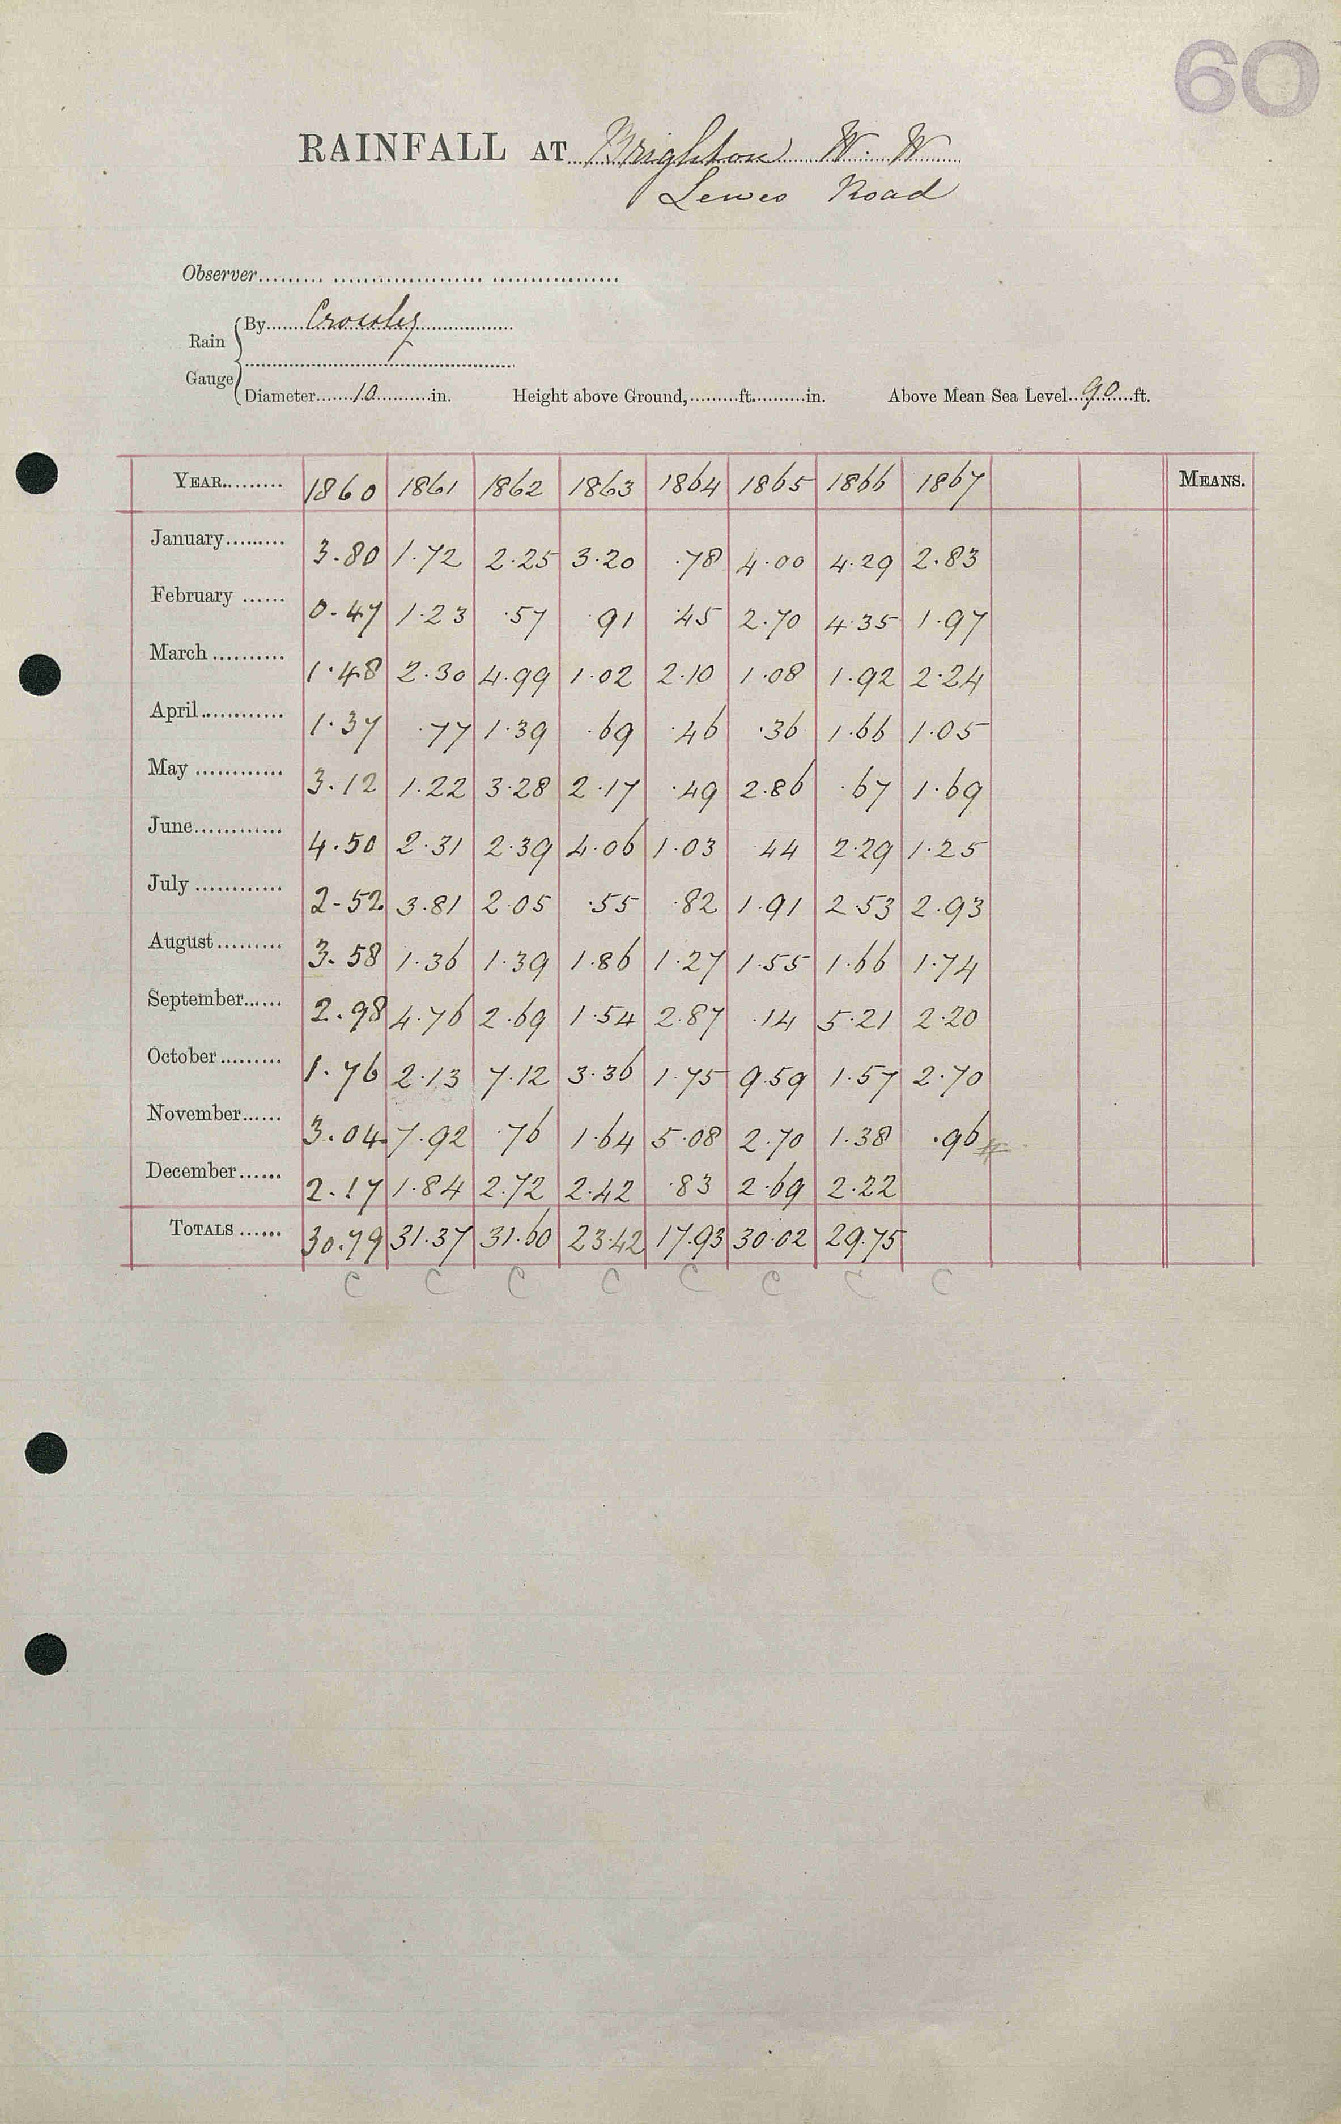 60
RAINFALL AT Brighton W. W
Lewes Road
Observer
Rain Gauge
By Crossley
Diameter 10 in. Height above Ground, ft. in. Above Mean Sea Level 90 ft.
YEAR 1860 1861 1862 1863 1864 1865 1866 1867 MEANS.
January 3.80 1.72 2.25 3.20 .78 4.00 4.29 2.83
February 0.47 1.23 .57 .91 .45 2.70 4.35 1.97
March 1.48 2.30 4.99 1.02 2.10 1.08 1.92 2.24
April 1.37 .77 1.39 .69 .46 .36 1.66 1.05
May 3.12 1.22 3.28 2.17 .49 2.86 .67 1.69
June 4.50 2.31 2.39 4.06 1.03 .44 2.29 1.25
July 2.52 3.81 2.05 .55 .82 1.91 2.53 2.93
August 3.58 1.36 1.39 1.86 1.27 1.55 1.66 1.74
September 2.98 4.76 2.69 1.54 2.87 .14 5.21 2.20
October 1.76 2.13 7.12 3.36 1.75 9.59 1.57 2.70
November 3.04 7.92 .76 1.64 5.08 2.70 1.38 .96
December 2.17 1.84 2.72 2.42 .83 2.69 2.22
TOTALS 30.79 31.37 31.60 23.42 17.93 30.02 29.75
C C C C C C C C